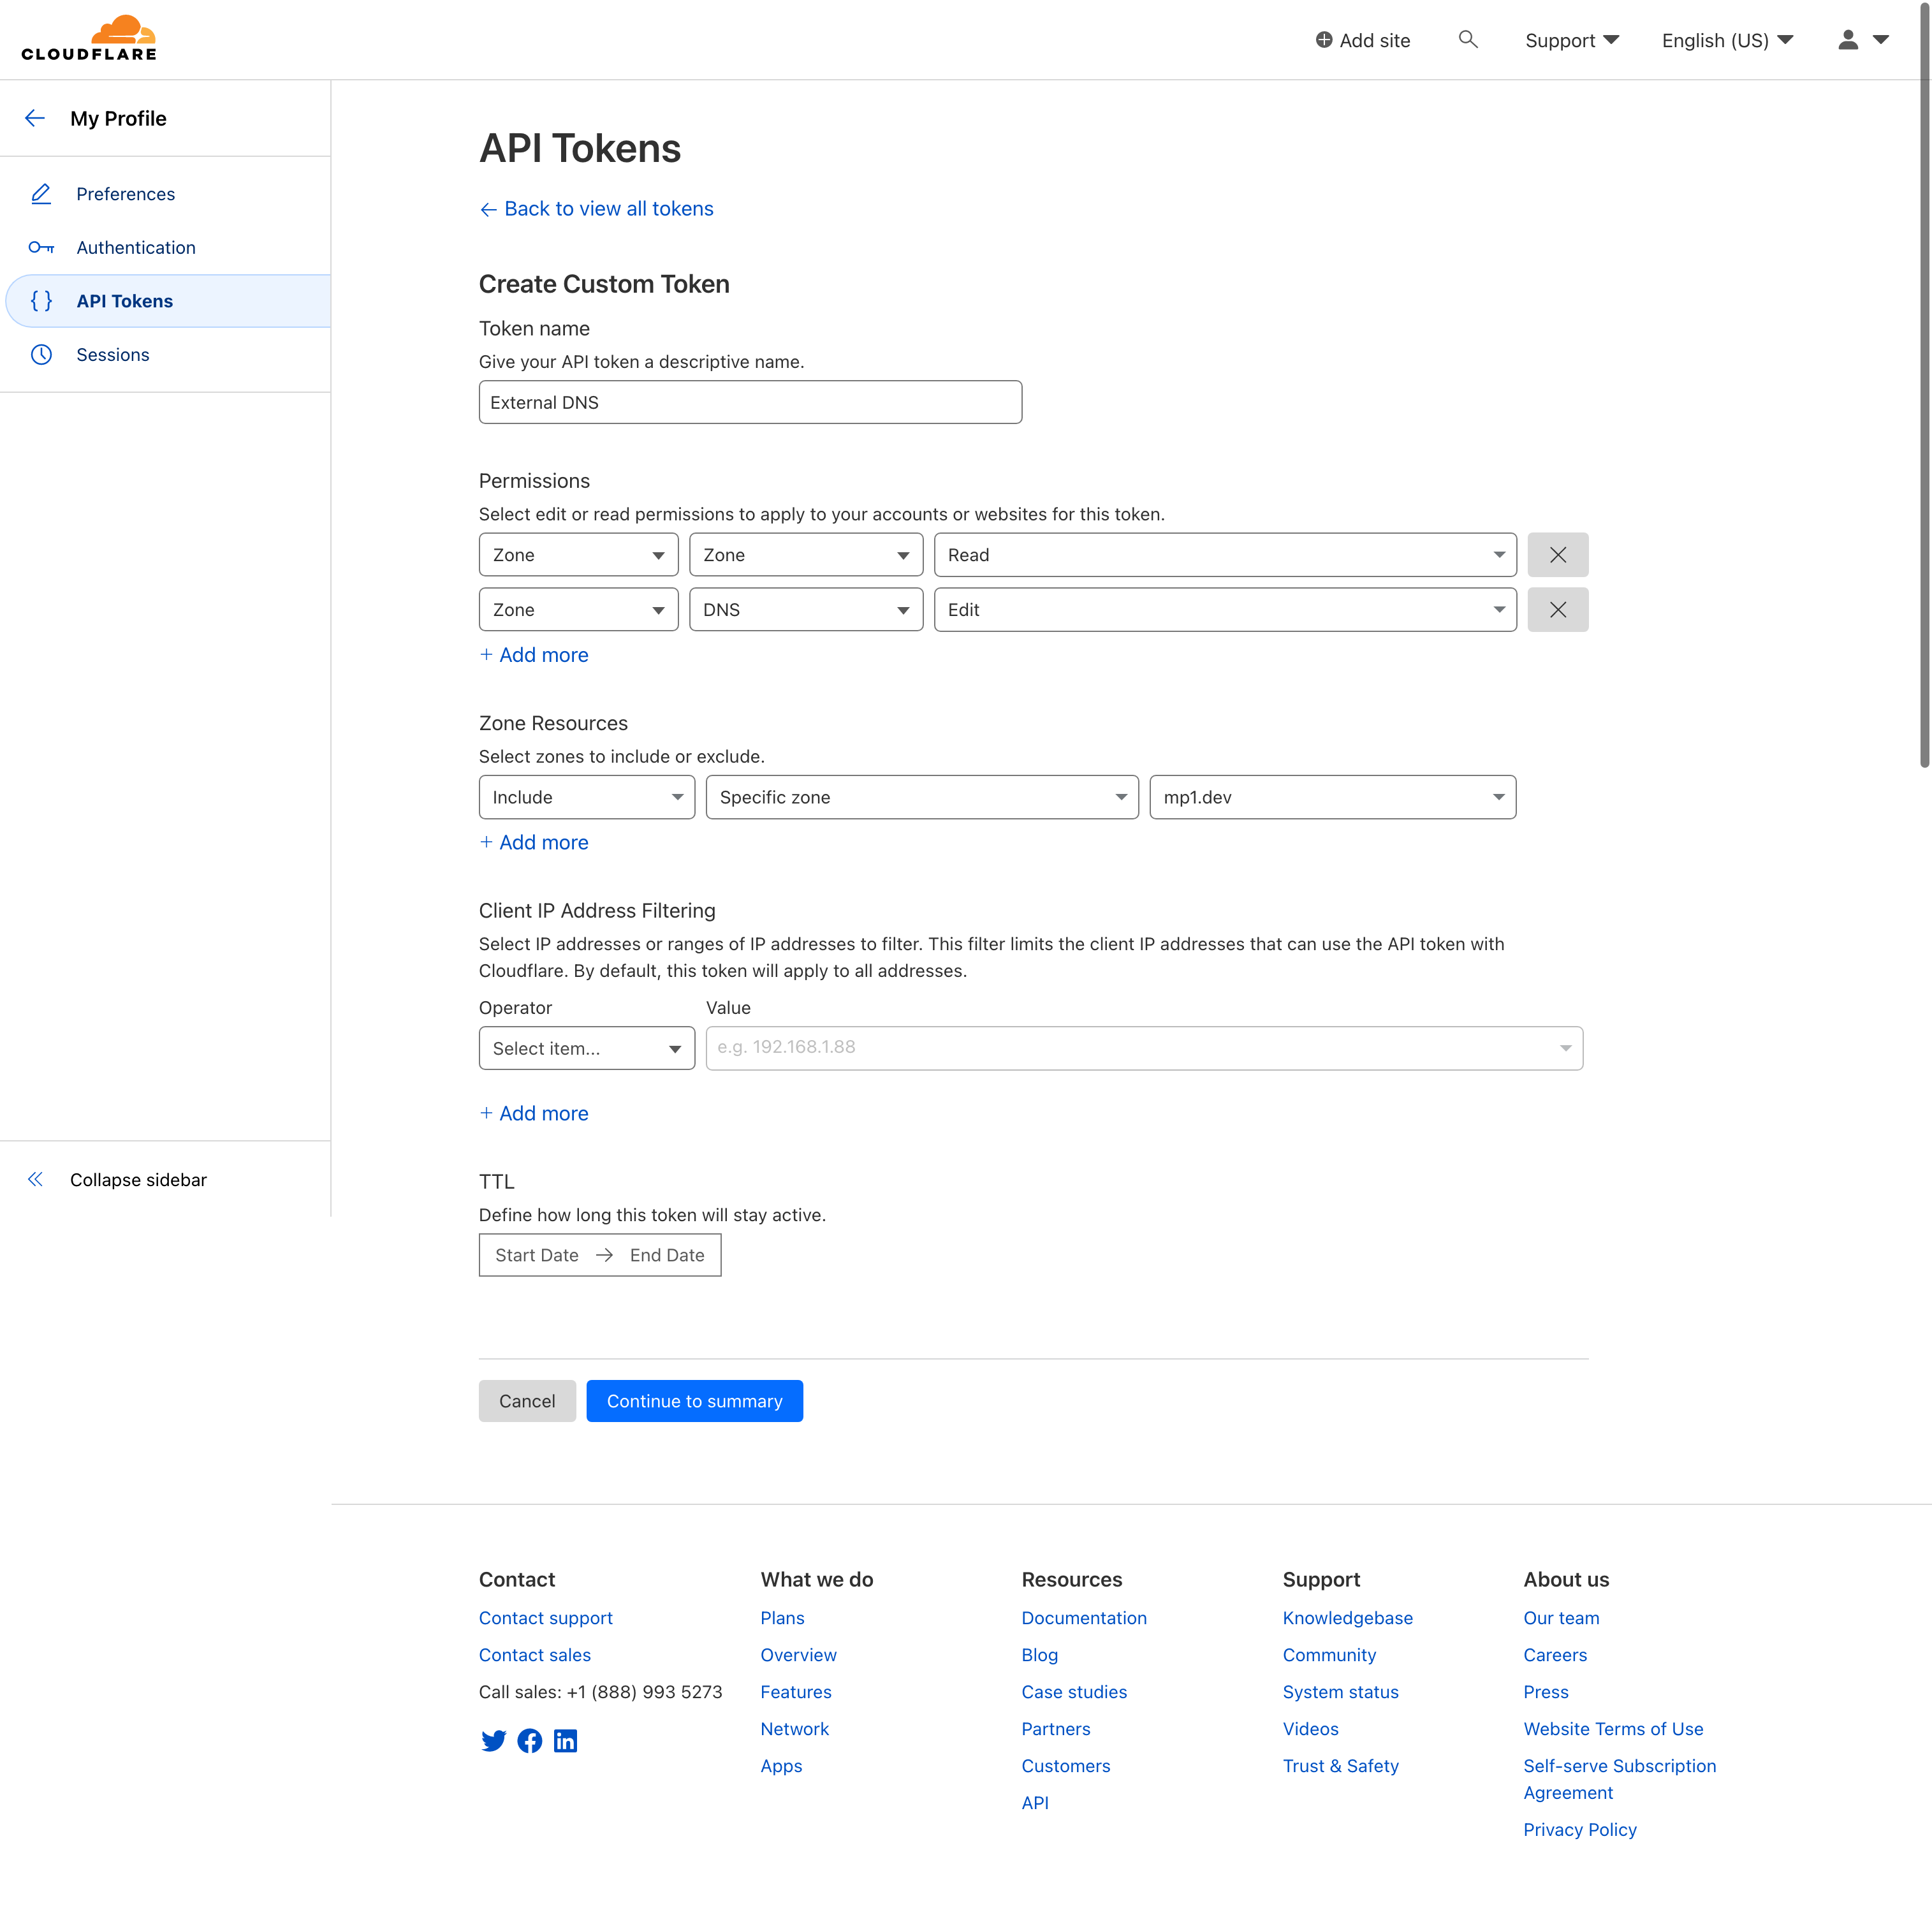 CLOUDFLARE
Add site
Support
English (US)
My Profile
Preferences
Authentication
API Tokens
Sessions
Collapse sidebar
API Tokens
Back to view all tokens
Create Custom Token
Token name
Give your API token a descriptive name.
External DNS
Permissions
Select edit or read permissions to apply to your accounts or websites for this token.
Zone Zone Read
Zone DNS Edit
+ Add more
Zone Resources
Select zones to include or exclude.
Include Specific zone mp1.dev
+ Add more
Client IP Address Filtering
Select IP addresses or ranges of IP addresses to filter. This filter limits the client IP addresses that can use the API token with
Cloudflare. By default, this token will apply to all addresses.
Operator Value
Select item... e.g. 192.168.1.88
+ Add more
TTL
Define how long this token will stay active.
Start Date → End Date
Cancel Continue to summary
Contact
Contact support
Contact sales
Call sales: +1 (888) 993 5273
What we do
Plans
Overview
Features
Network
Apps
Resources
Documentation
Blog
Case studies
Partners
Customers
API
Support
Knowledgebase
Community
System status
Videos
Trust & Safety
About us
Our team
Careers
Press
Website Terms of Use
Self-serve Subscription
Agreement
Privacy Policy